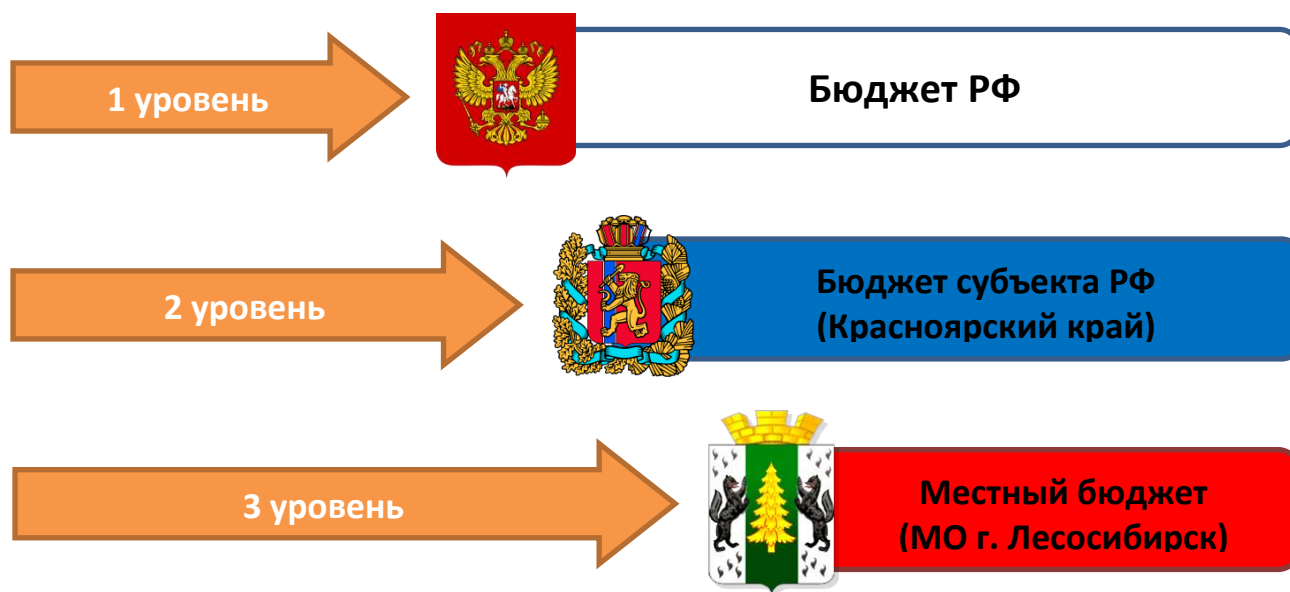 1 уровень
Бюджет РФ
2 уровень
Бюджет субъекта РФ
(Красноярский край)
3 уровень
Местный бюджет
(МО г. Лесосибирск)